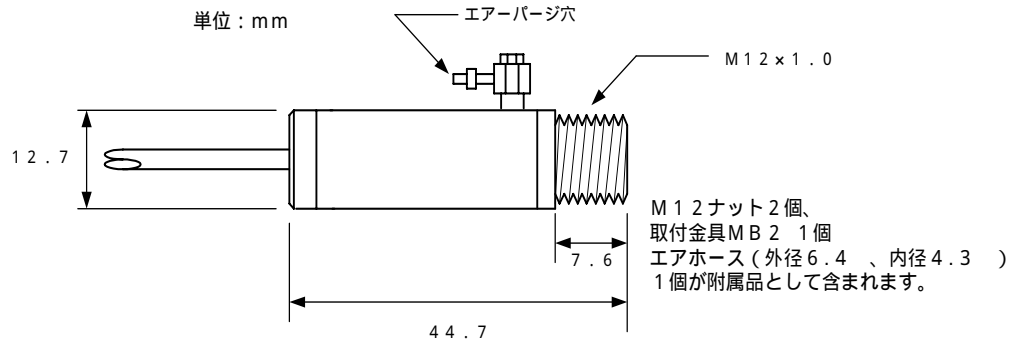 単位：mm
エアーパージ穴
M12×1.0
12.7
M12ナット2個、
取付金具MB2 1個
エアホース（外径6.4 、内径4.3 ）
1個が附属品として含まれます。
7.6
44.7